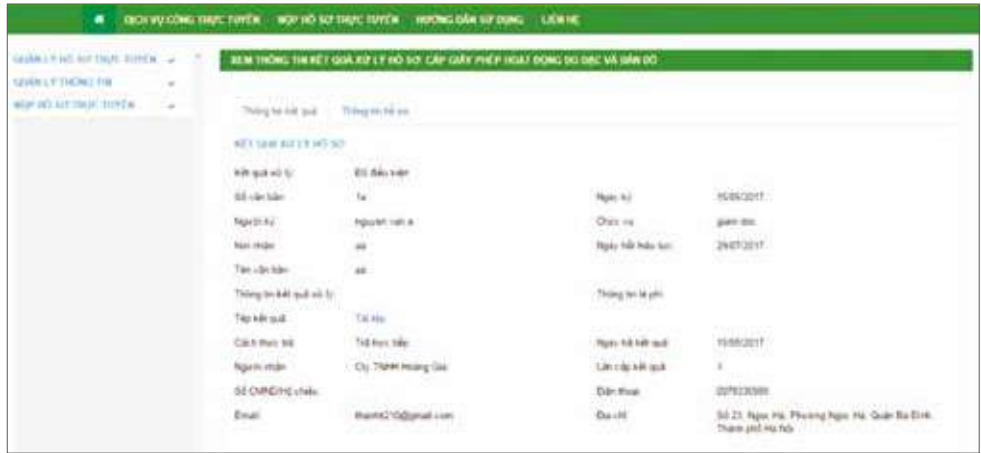 DỊCH VỤ CÔNG TRỰC TUYẾN NỘP HỒ SƠ TRỰC TUYẾN HƯỚNG DẪN SỬ DỤNG LIÊN HỆ
QUẢN LÝ HỒ SƠ TRỰC TUYẾN
QUẢN LÝ THÔNG TIN
NỘP HỒ SƠ TRỰC TUYẾN
XEM THÔNG TIN KẾT QUẢ XỬ LÝ HỒ SƠ: CẤP GIẤY PHÉP HOẠT ĐỘNG ĐO ĐẠC VÀ BẢN ĐỒ
Thông tin kết quả Thông tin hồ sơ
KẾT QUẢ XỬ LÝ HỒ SƠ
Kết quả xử lý Đủ điều kiện
Số văn bản 1a Ngày ký 15/05/2017
Người ký nguyen van a Chức vụ giam doc
Nơi nhận aa Ngày hết hiệu lực 29/07/2017
Tên văn bản aa
Thông tin kết quả xử lý Thông tin lệ phí
Tệp kết quả Tải tệp
Cách thức trả Trả trực tiếp Ngày trả kết quả
Người nhận Cty TNHH Hoàng Gia Lần cấp kết quả 1
Số CMND/Hộ chiếu Điện thoại
Email Địa chỉ Số 21, Ngọc Hà, Phường Ngọc Hà, Quận Ba Đình,
Thành phố Hà Nội